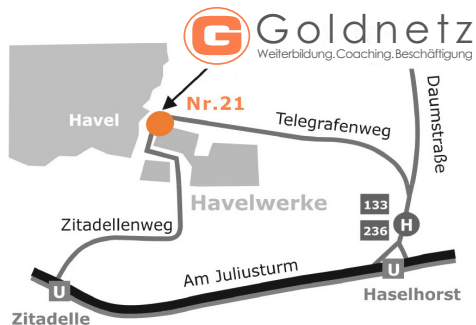 G Goldnetz
Weiterbildung.Coaching.Beschäftigung
Nr.21
Havel
Telegrafenweg
Daumstraße
Havelwerke
133
236
H
Zitadellenweg
Am Juliusturm
U
U
Haselhorst
Zitadelle